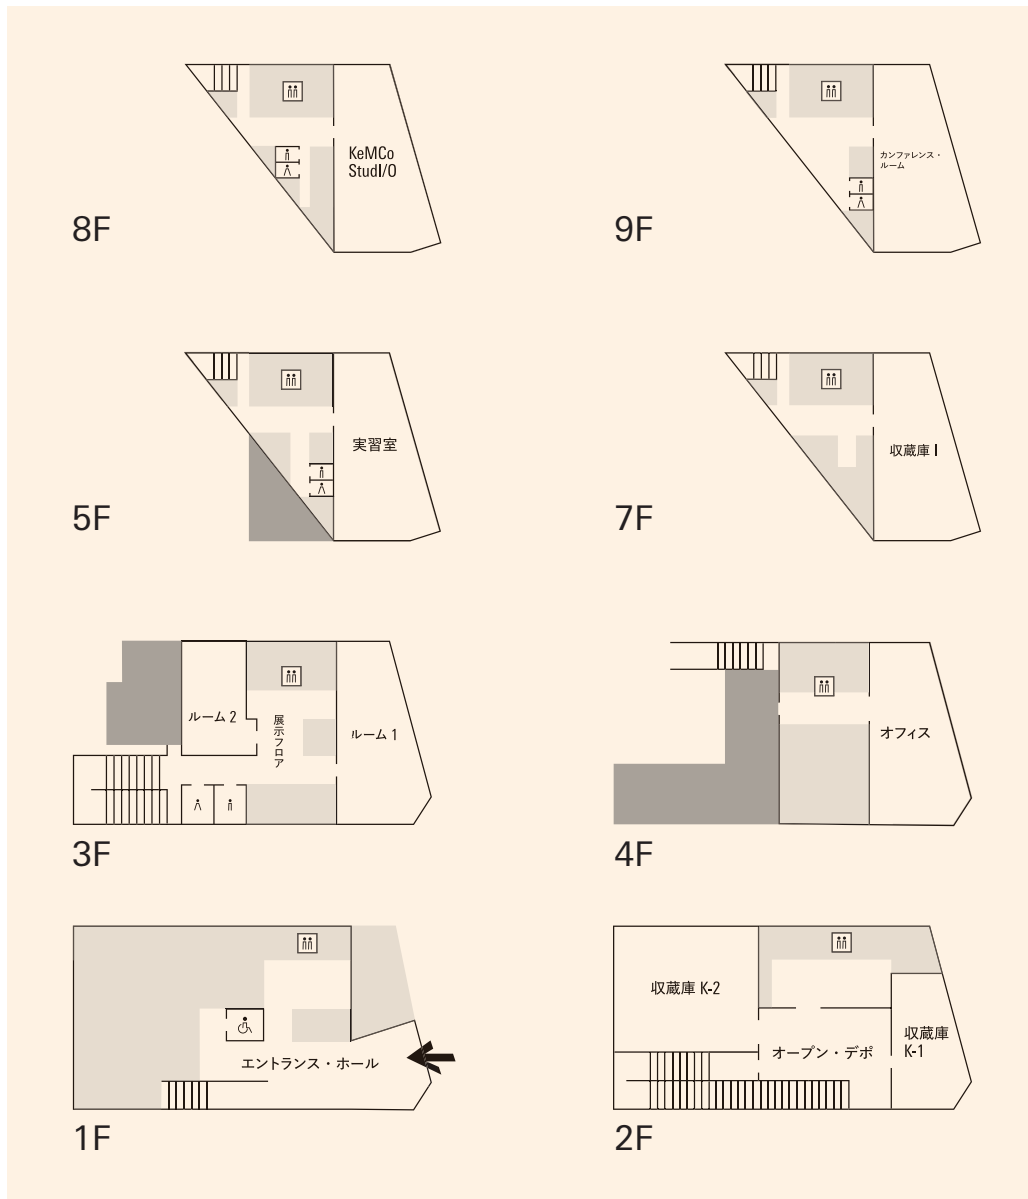 KeMCo
StudI/O
8F
カンファレンス・
ルーム
9F
実習室
5F
収蔵庫 I
7F
ルーム 2
展示フロア
ルーム 1
3F
オフィス
4F
エントランス・ホール
1F
収蔵庫 K-2
オープン・デポ
収蔵庫
K-1
2F